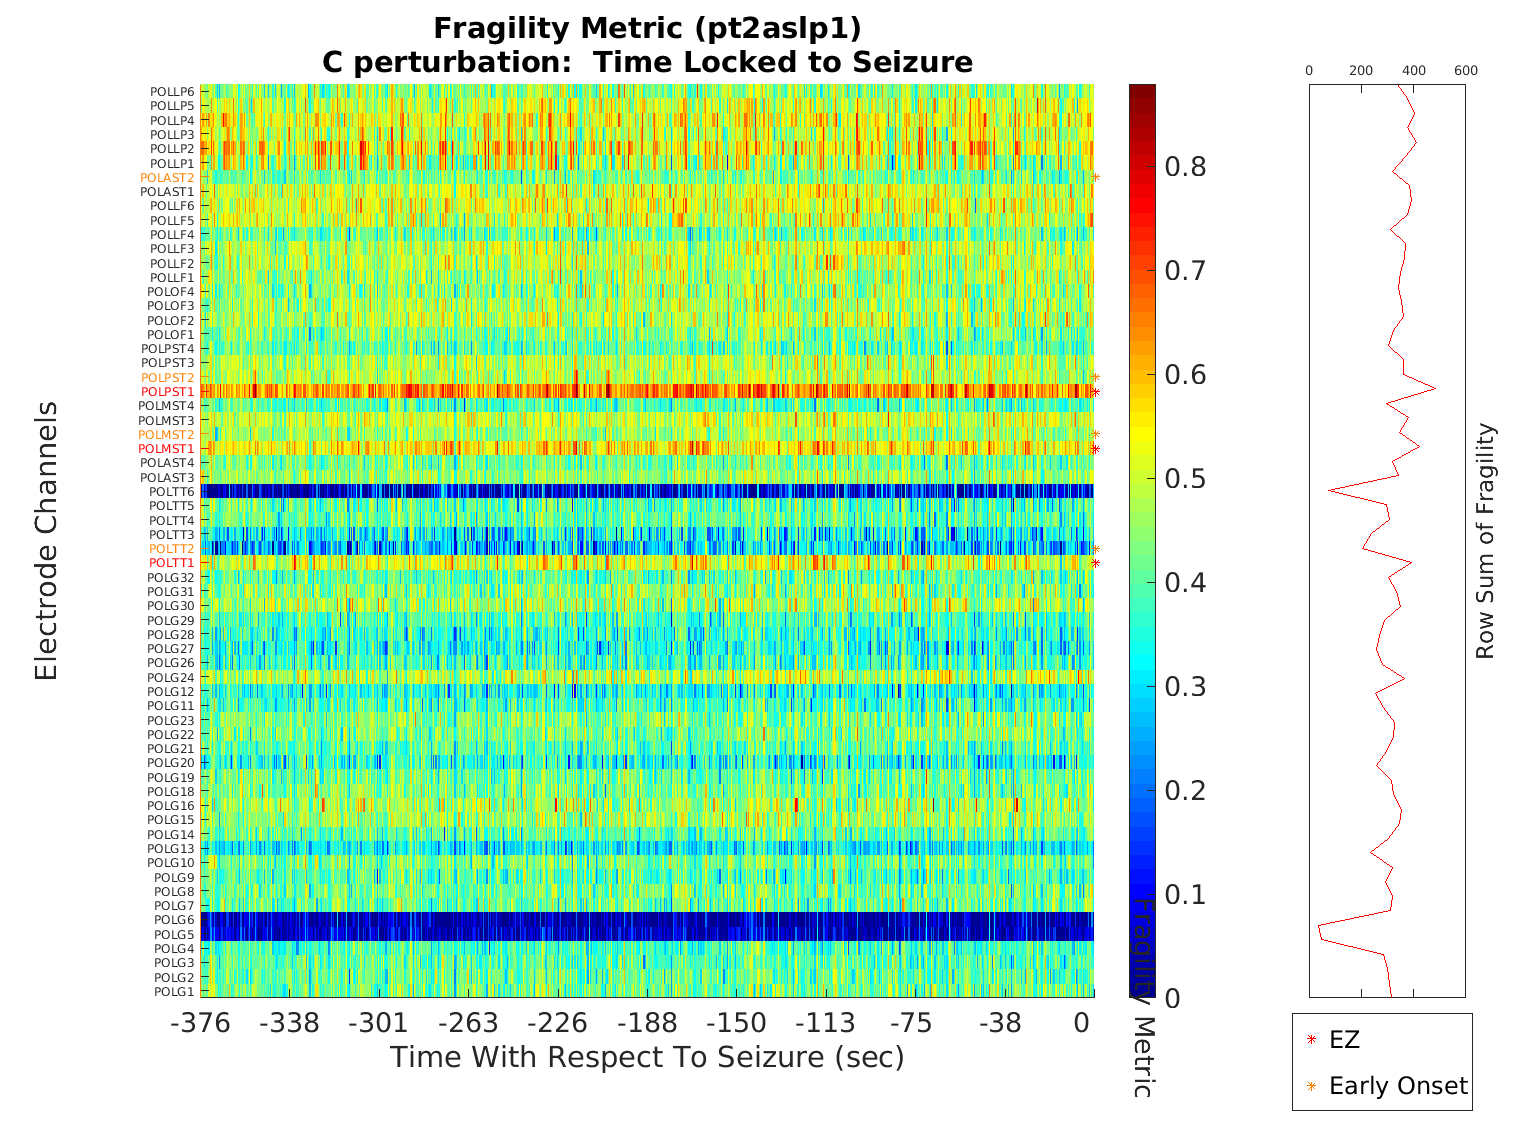 Fragility Metric (pt2aslp1)
C perturbation:  Time Locked to Seizure
Electrode Channels
POLLP6
POLLP5
POLLP4
POLLP3
POLLP2
POLLP1
POLAST2
POLAST1
POLLF6
POLLF5
POLLF4
POLLF3
POLLF2
POLLF1
POLOF4
POLOF3
POLOF2
POLOF1
POLPST4
POLPST3
POLPST2
POLPST1
POLMST4
POLMST3
POLMST2
POLMST1
POLAST4
POLAST3
POLTT6
POLTT5
POLTT4
POLTT3
POLTT2
POLTT1
POLG32
POLG31
POLG30
POLG29
POLG28
POLG27
POLG26
POLG24
POLG12
POLG11
POLG23
POLG22
POLG21
POLG20
POLG19
POLG18
POLG16
POLG15
POLG14
POLG13
POLG10
POLG9
POLG8
POLG7
POLG6
POLG5
POLG4
POLG3
POLG2
POLG1
-376 -338 -301 -263 -226 -188 -150 -113 -75 -38 0
Time With Respect To Seizure (sec)
0.8
0.7
0.6
0.5
0.4
0.3
0.2
0.1
0
Fragility Metric
0 200 400 600
Row Sum of Fragility
EZ
Early Onset